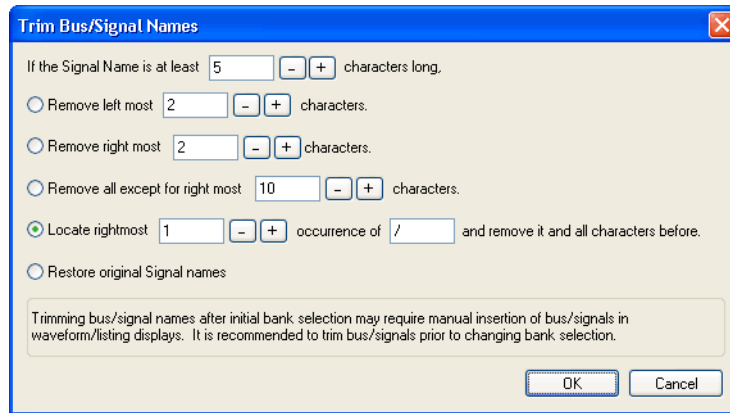 Trim Bus/Signal Names
If the Signal Name is at least 5 - + characters long,
Remove left most 2 - + characters.
Remove right most 2 - + characters.
Remove all except for right most 10 - + characters.
Locate rightmost 1 - + occurrence of / and remove it and all characters before.
Restore original Signal names
Trimming bus/signal names after initial bank selection may require manual insertion of bus/signals in
waveform/listing displays. It is recommended to trim bus/signals prior to changing bank selection.
OK Cancel